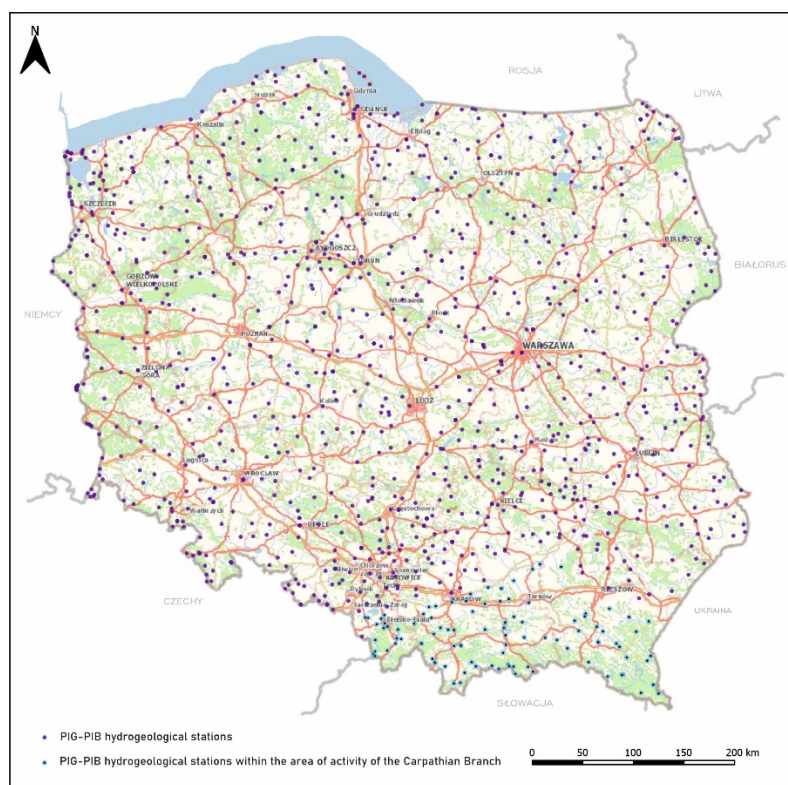 N
ROSJA
LITWA
Gdynia
SŁUPSK
GDAŃSK
Koszalin
Elbląg
OLSZTYN
SZCZECIN
Grudziądz
BIAŁYSTOK
BYDGOSZCZ
TORUŃ
BIAŁORUŚ
GORZÓW
WIELKOPOLSKI
Włocławek
NIEMCY
Płock
POZNAŃ
WARSZAWA
ZIELONA
GÓRA
Kalisz
ŁÓDŹ
Radom
LUBLIN
Legnica
WROCŁAW
KIELCE
Wałbrzych
Częstochowa
OPOLE
Chorzów
Sosnowiec
KATOWICE
Rybnik
CZECHY
KRAKÓW
Tarnów
RZESZÓW
Jastrzębie-Zdrój
UKRAINA
Bielsko-Biała
SŁOWACJA
PIG-PIB hydrogeological stations
PIG-PIB hydrogeological stations within the area of activity of the Carpathian Branch
0 50 100 150 200 km